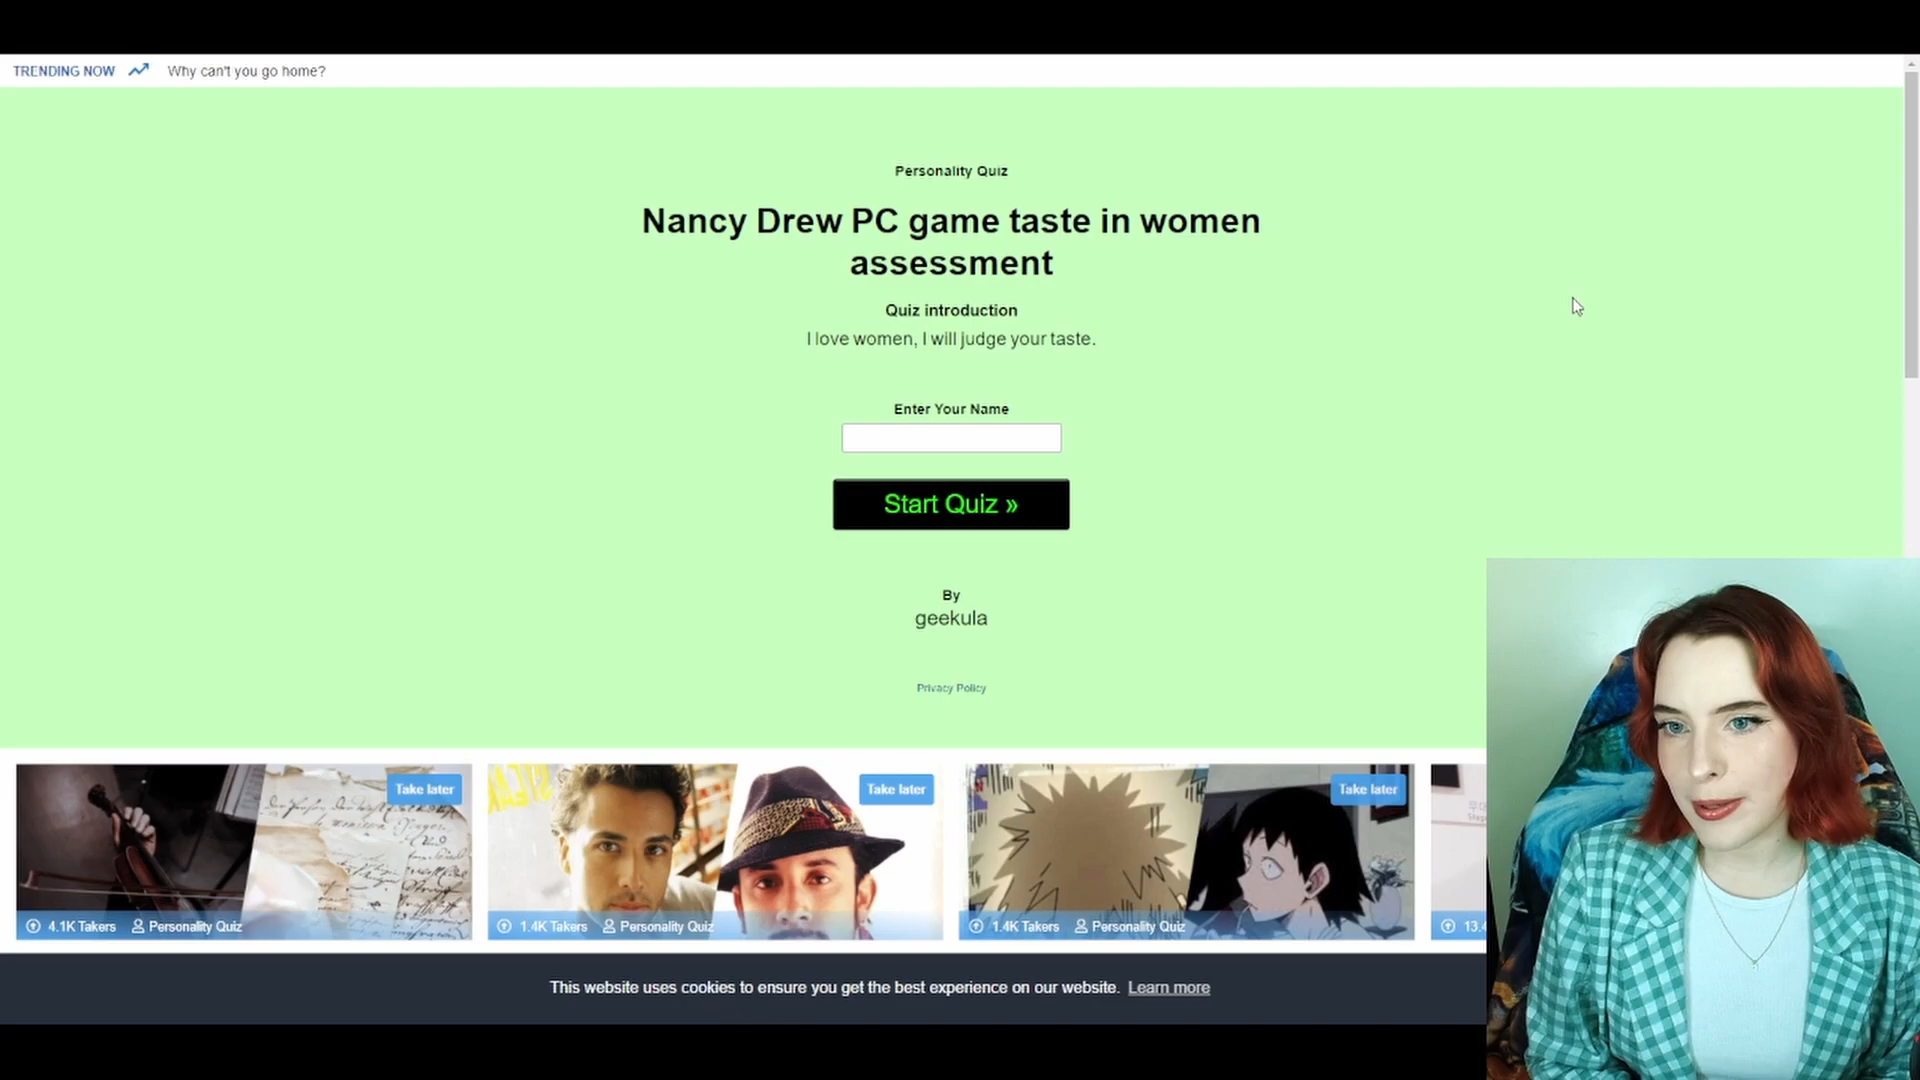 TRENDING NOW Why can't you go home?
Personality Quiz
Nancy Drew PC game taste in women
assessment
Quiz introduction
I love women, I will judge your taste.
Enter Your Name
Start Quiz »
By
geekula
Privacy Policy
Take later Take later Take later
4.1K Takers Personality Quiz 1.4K Takers Personality Quiz 1.4K Takers Personality Quiz 13.4
This website uses cookies to ensure you get the best experience on our website. Learn more